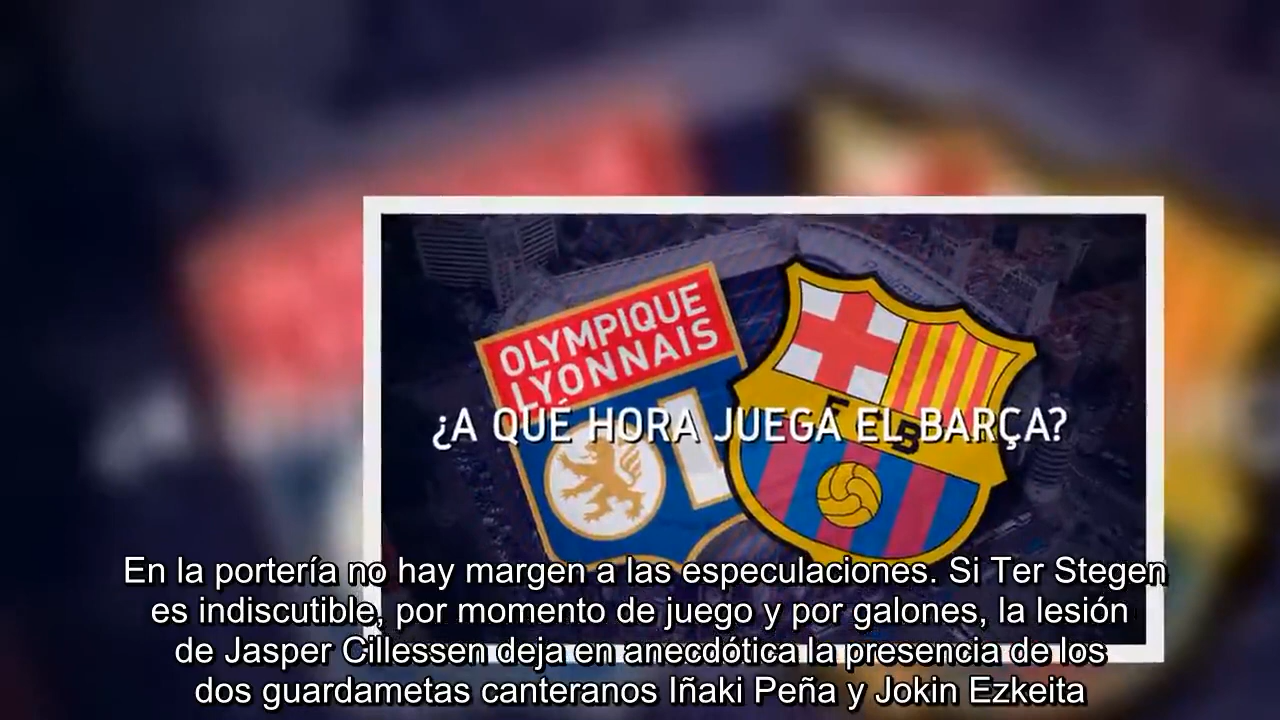 OLYMPIQUE
LYONNAIS
OL
F C B
¿A QUÉ HORA JUEGA EL BARÇA?
En la portería no hay margen a las especulaciones. Si Ter Stegen
es indiscutible, por momento de juego y por galones, la lesión
de Jasper Cillessen deja en anecdótica la presencia de los
dos guardametas canteranos Iñaki Peña y Jokin Ezkeita